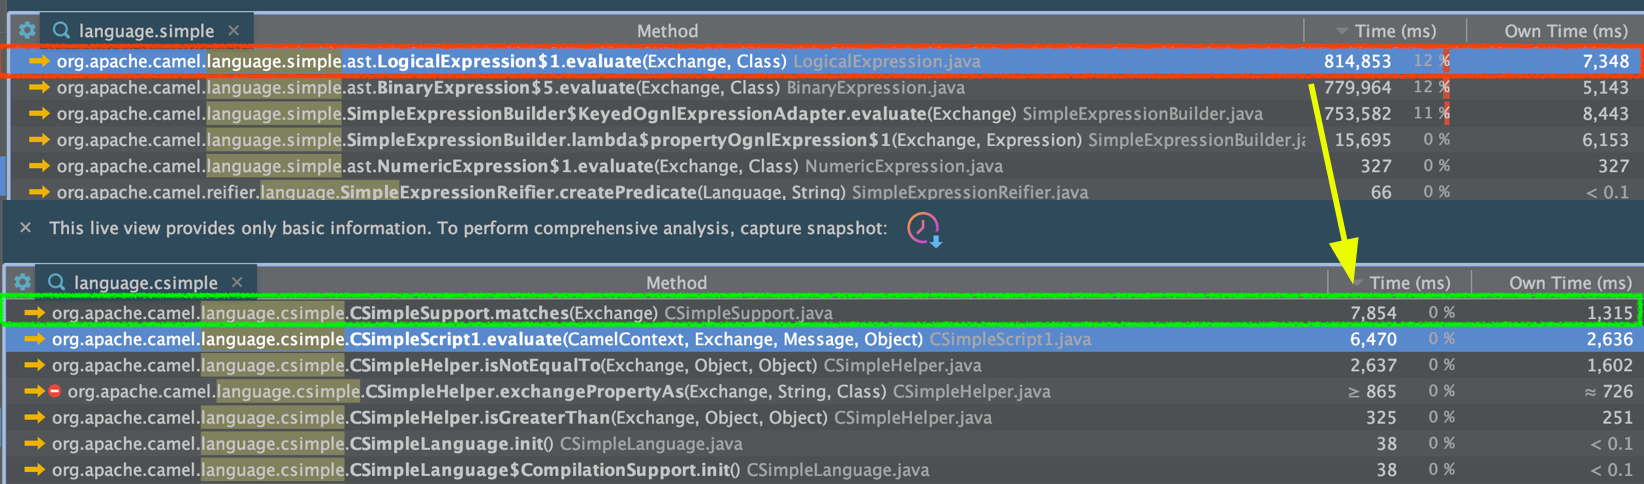 language.simple ×
Method Time (ms) Own Time (ms)
org.apache.camel.language.simple.ast.LogicalExpression$1.evaluate(Exchange, Class) LogicalExpression.java 814,853 12 % 7,348
org.apache.camel.language.simple.ast.BinaryExpression$5.evaluate(Exchange, Class) BinaryExpression.java 779,964 12 % 5,143
org.apache.camel.language.simple.SimpleExpressionBuilder$KeyedOgnlExpressionAdapter.evaluate(Exchange) SimpleExpressionBuilder.java 753,582 11 % 8,443
org.apache.camel.language.simple.SimpleExpressionBuilder.lambda$propertyOgnlExpression$1(Exchange, Expression) SimpleExpressionBuilder.ja 15,695 0 % 6,153
org.apache.camel.language.simple.ast.NumericExpression$1.evaluate(Exchange, Class) NumericExpression.java 327 0 % 327
org.apache.camel.reifier.language.SimpleExpressionReifier.createPredicate(Language, String) SimpleExpressionReifier.java 66 0 % < 0.1
× This live view provides only basic information. To perform comprehensive analysis, capture snapshot:
language.csimple ×
Method Time (ms) Own Time (ms)
org.apache.camel.language.csimple.CSimpleSupport.matches(Exchange) CSimpleSupport.java 7,854 0 % 1,315
org.apache.camel.language.csimple.CSimpleScript1.evaluate(CamelContext, Exchange, Message, Object) CSimpleScript1.java 6,470 0 % 2,636
org.apache.camel.language.csimple.CSimpleHelper.isNotEqualTo(Exchange, Object, Object) CSimpleHelper.java 2,637 0 % 1,602
org.apache.camel.language.csimple.CSimpleHelper.exchangePropertyAs(Exchange, String, Class) CSimpleHelper.java ≥ 865 0 % ≈ 726
org.apache.camel.language.csimple.CSimpleHelper.isGreaterThan(Exchange, Object, Object) CSimpleHelper.java 325 0 % 251
org.apache.camel.language.csimple.CSimpleLanguage.init() CSimpleLanguage.java 38 0 % < 0.1
org.apache.camel.language.csimple.CSimpleLanguage$CompilationSupport.init() CSimpleLanguage.java 38 0 % < 0.1